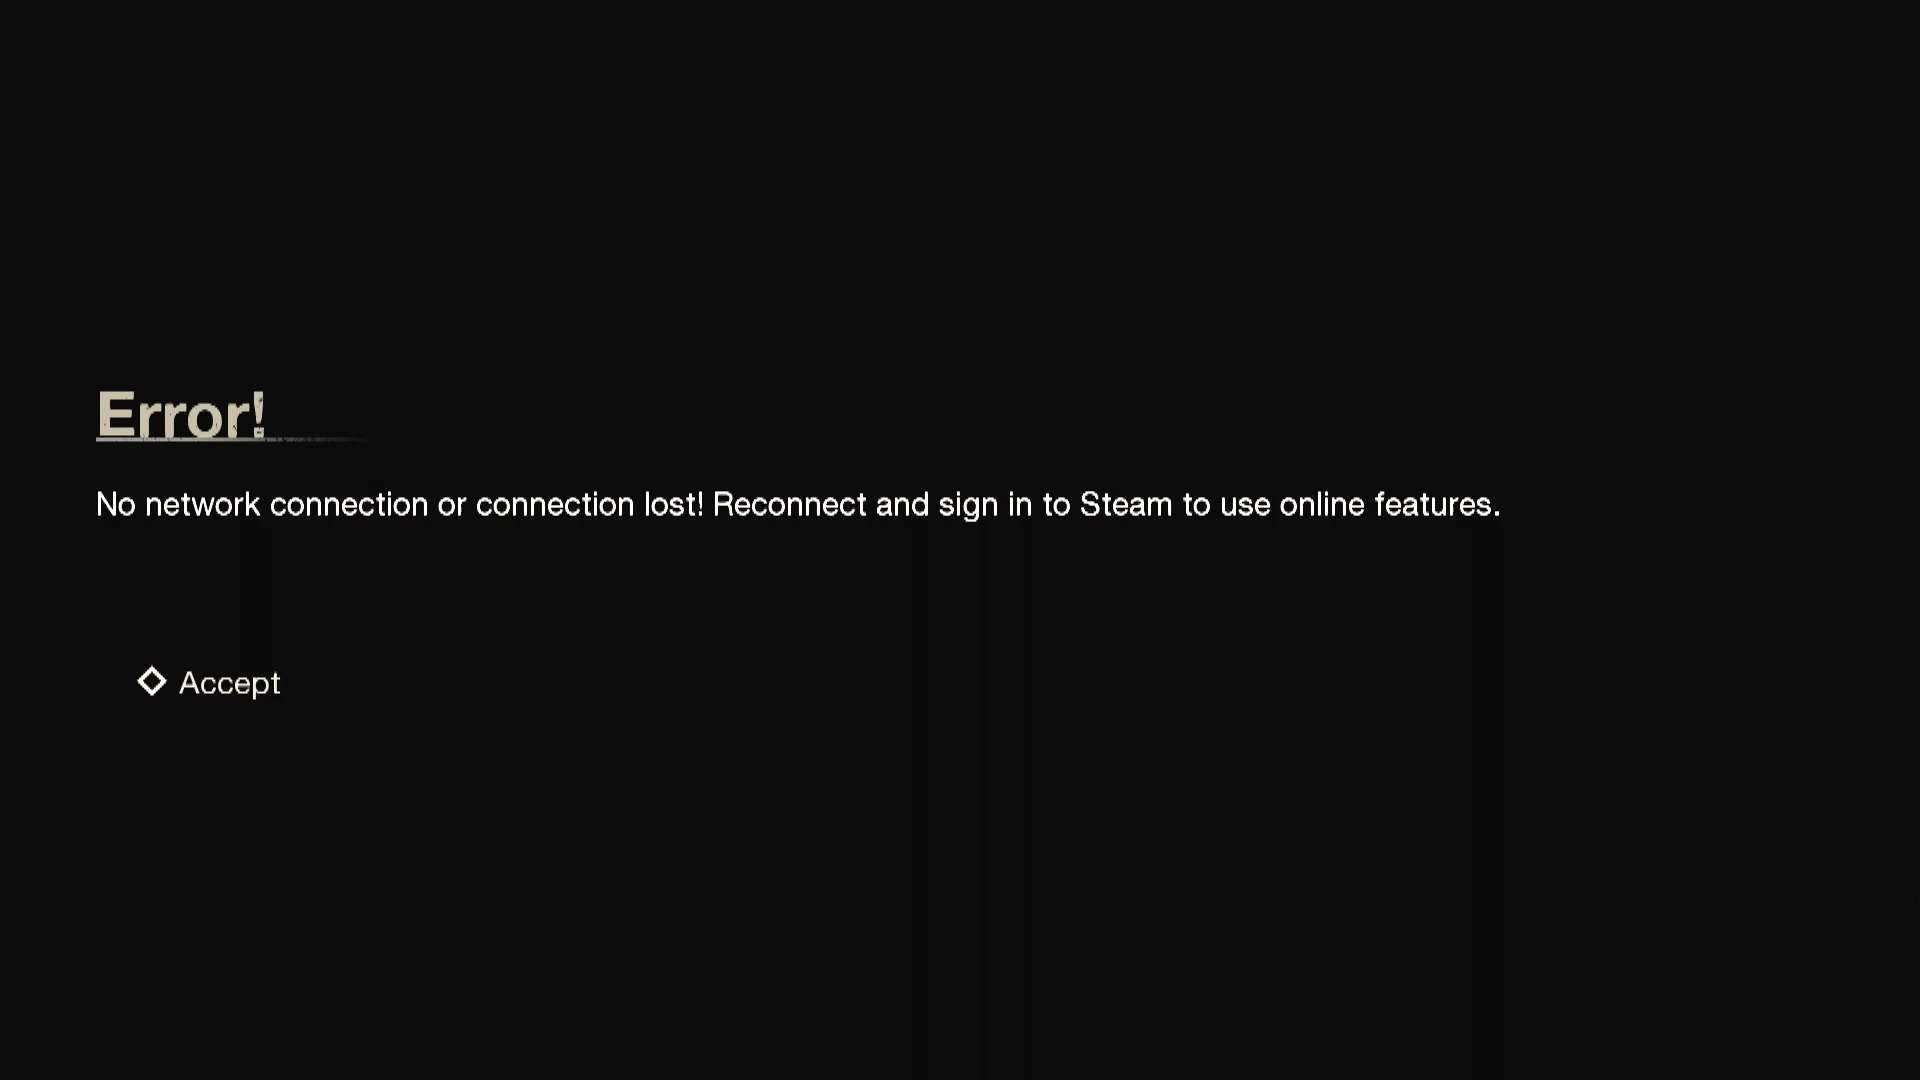 Error!
No network connection or connection lost! Reconnect and sign in to Steam to use online features.
Accept